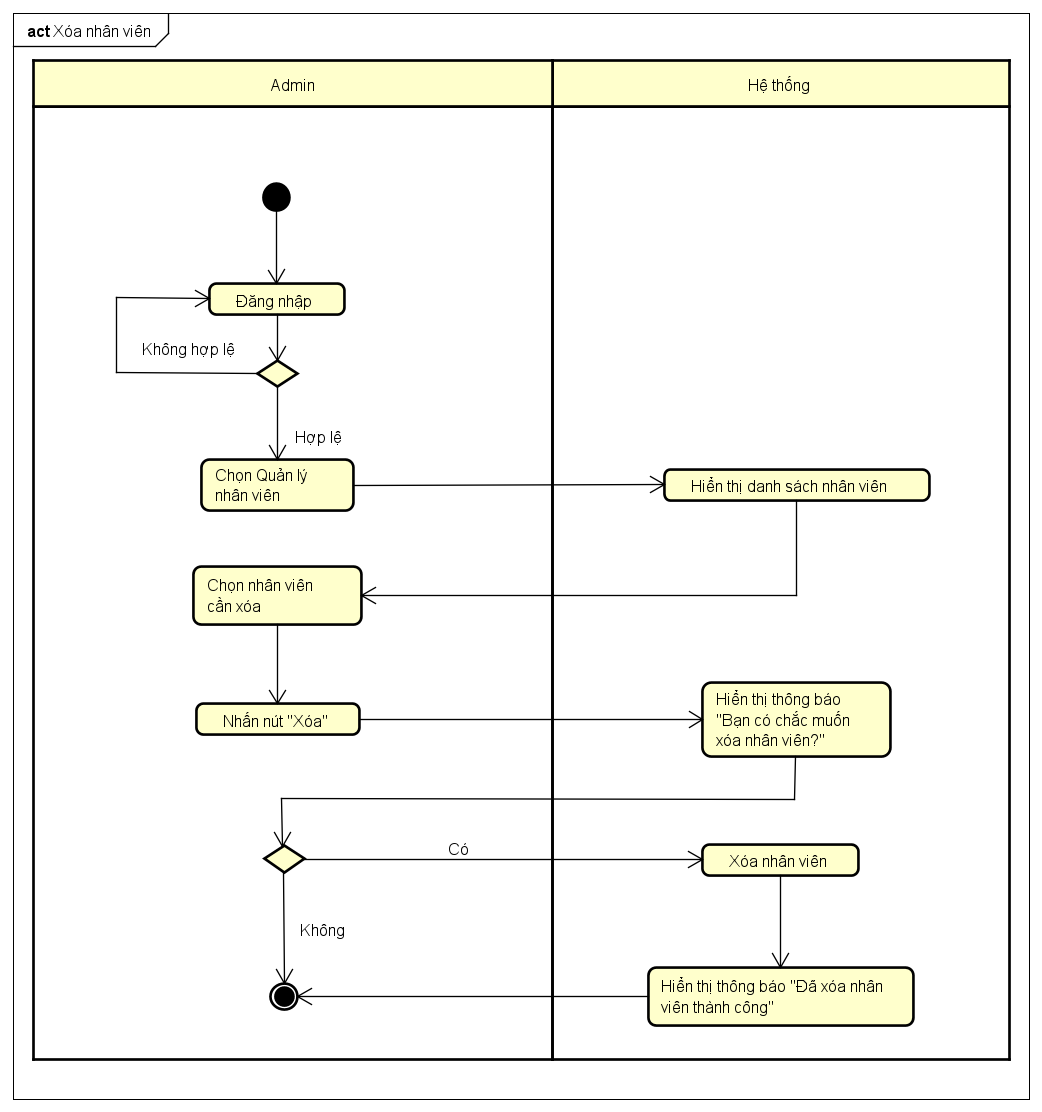 act Xóa nhân viên
Admin
Hệ thống
Đăng nhập
Không hợp lệ
Hợp lệ
Chọn Quản lý
nhân viên
Hiển thị danh sách nhân viên
Chọn nhân viên
cần xóa
Nhấn nút "Xóa"
Hiển thị thông báo
"Bạn có chắc muốn
xóa nhân viên?"
Có
Xóa nhân viên
Không
Hiển thị thông báo "Đã xóa nhân
viên thành công"